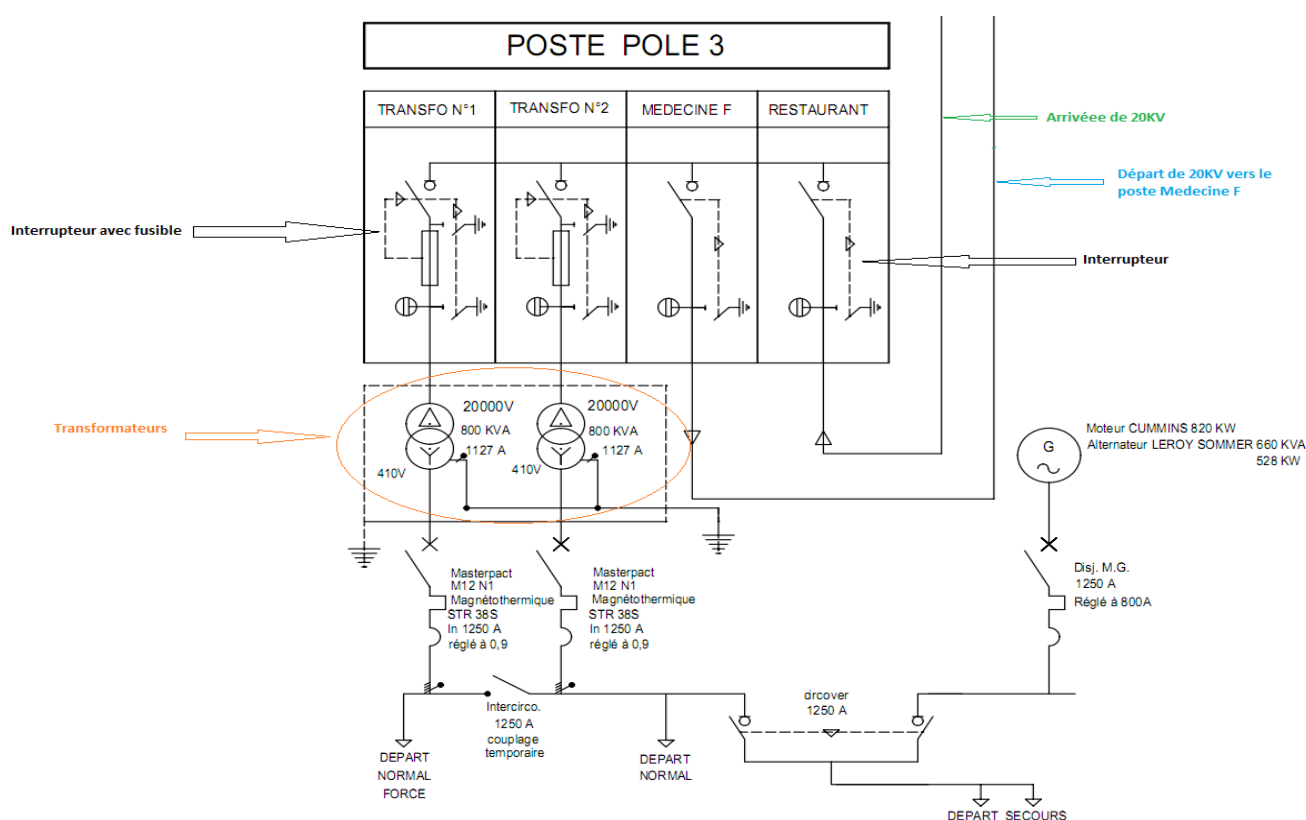 POSTE POLE 3
TRANSFO N°1
TRANSFO N°2
MEDECINE F
RESTAURANT
Arrivéee de 20KV
Départ de 20KV vers le
poste Medecine F
Interrupteur avec fusible
Interrupteur
Transformateurs
20000V
800 KVA
1127 A
410V
20000V
800 KVA
1127 A
410V
G
Moteur CUMMINS 820 KW
Alternateur LEROY SOMMER 660 KVA
528 KW
Masterpact
M12 N1
Magnétothermique
STR 38S
In 1250 A
réglé à 0,9
Masterpact
M12 N1
Magnétothermique
STR 38S
In 1250 A
réglé à 0,9
Disj. M.G.
1250 A
Réglé à 800A
Intercirco.
1250 A
couplage
temporaire
drcover
1250 A
DEPART
NORMAL
FORCE
DEPART
NORMAL
DEPART SECOURS